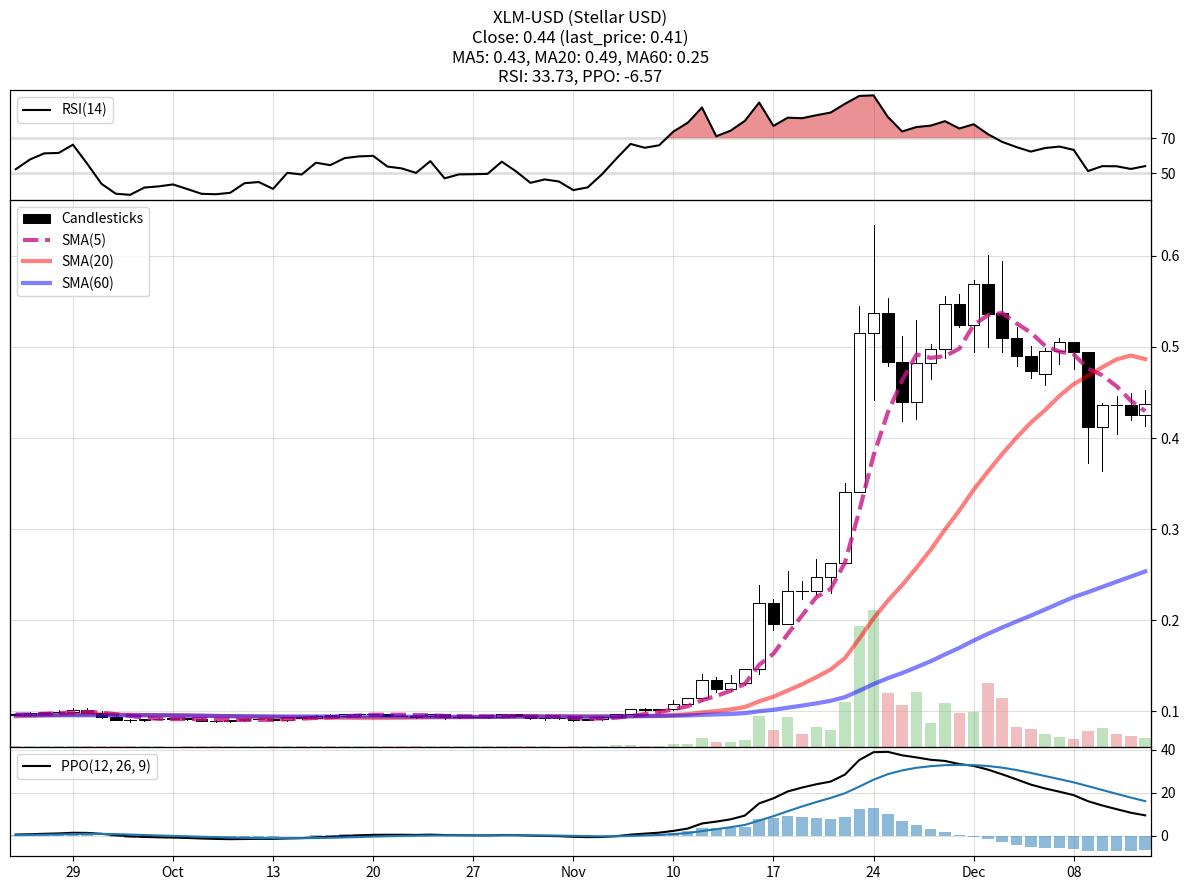 XLM-USD (Stellar USD)
Close: 0.44 (last_price: 0.41)
MA5: 0.43, MA20: 0.49, MA60: 0.25
RSI: 33.73, PPO: -6.57
RSI(14)
70
50
Candlesticks
SMA(5)
SMA(20)
SMA(60)
0.6
0.5
0.4
0.3
0.2
0.1
PPO(12, 26, 9)
40
20
0
29 Oct 13 20 27 Nov 10 17 24 Dec 08